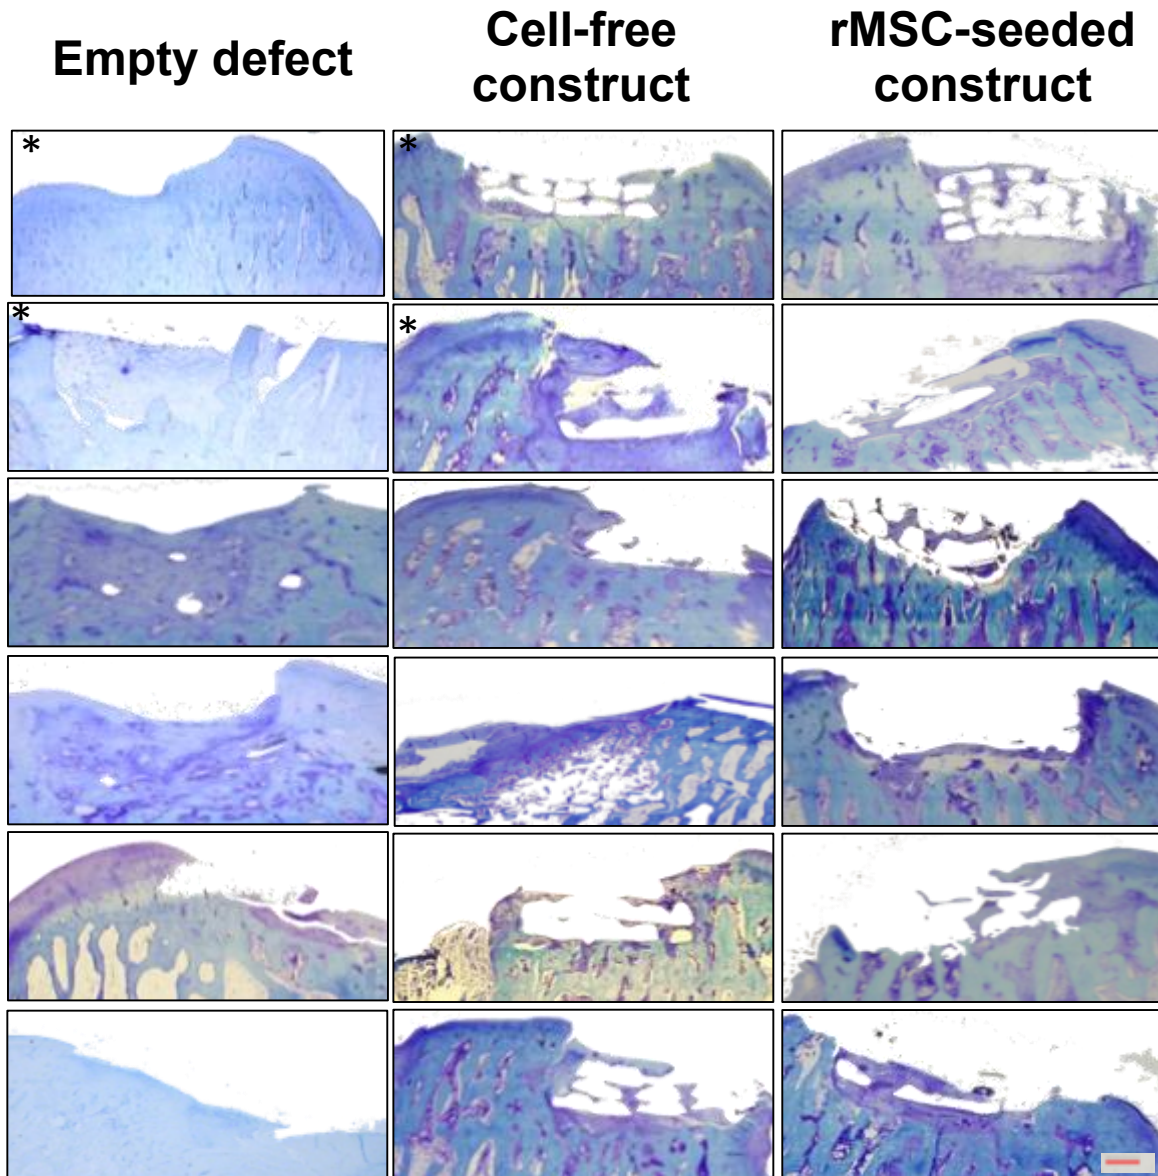 Empty defect
Cell-free
construct
rMSC-seeded
construct
*
*
*
*